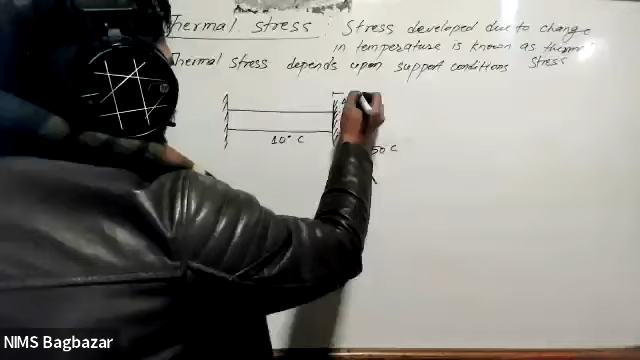 Thermal stress : Stress developed due to change
in temperature is known as thermal
Thermal stress depends upon support conditions stress
10° C
50° C
NIMS Bagbazar